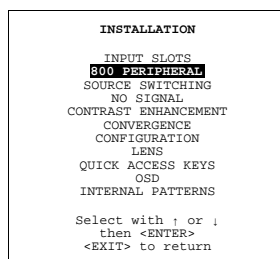 INSTALLATION
INPUT SLOTS
800 PERIPHERAL
SOURCE SWITCHING
NO SIGNAL
CONTRAST ENHANCEMENT
CONVERGENCE
CONFIGURATION
LENS
QUICK ACCESS KEYS
OSD
INTERNAL PATTERNS
Select with ↑ or ↓
then <ENTER>
<EXIT> to return